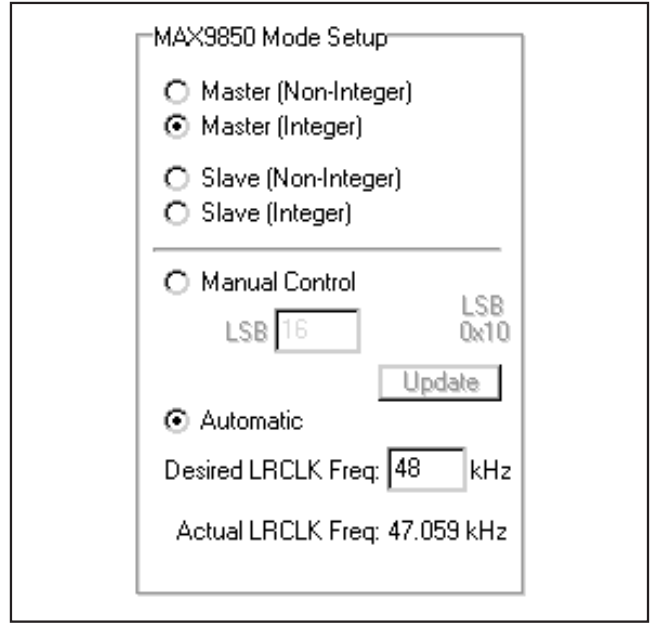 MAX9850 Mode Setup
Master (Non-Integer)
Master (Integer)
Slave (Non-Integer)
Slave (Integer)
Manual Control
LSB 16
LSB
0x10
Update
Automatic
Desired LRCLK Freq: 48 kHz
Actual LRCLK Freq: 47.059 kHz